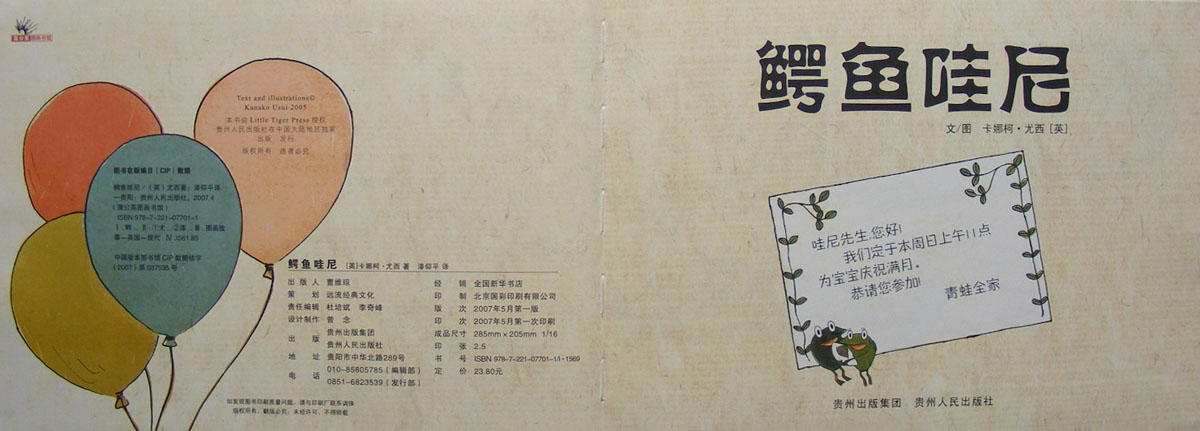 Text and illustrations©
Kanako Usui 2005
本书由 Little Tiger Press 授权
贵州人民出版社在中国大陆地区独家
出版 发行
版权所有 违者必究
图书在版编目(CIP)数据
鳄鱼哇尼/(英)尤西著;漆仰平译.
—贵阳:贵州人民出版社,2007.4
(蒲公英图画书馆)
ISBN 978-7-221-07701-1
Ⅰ.鳄… Ⅱ.①尤…②漆… Ⅲ.图画故
事—英国—现代 Ⅳ.J561.85
中国版本图书馆CIP数据核字
(2007)第037935号
鳄鱼哇尼 [英]卡娜柯·尤西 著 漆仰平 译
出版人 曹维琼
策划 远流经典文化
责任编辑 杜培斌 李奇峰
设计制作 曾念
出版 贵州出版集团
贵州人民出版社
地址 贵阳市中华北路289号
电话 010-85805785(编辑部)
0851-6823539(发行部)
经销 全国新华书店
印制 北京国彩印刷有限公司
版次 2007年5月第一版
印次 2007年5月第一次印刷
成品尺寸 285mm×205mm 1/16
印张 2.5
书号 ISBN 978-7-221-07701-1/I·1569
定价 23.80元
如发现图书印刷质量问题,请与印刷厂联系调换
版权所有,翻版必究;未经许可,不得转载
鳄鱼哇尼
文/图 卡娜柯·尤西[英]
哇尼先生,您好!
我们定于本周日上午11点
为宝宝庆祝满月。
恭请您参加!
青蛙全家
贵州出版集团 贵州人民出版社